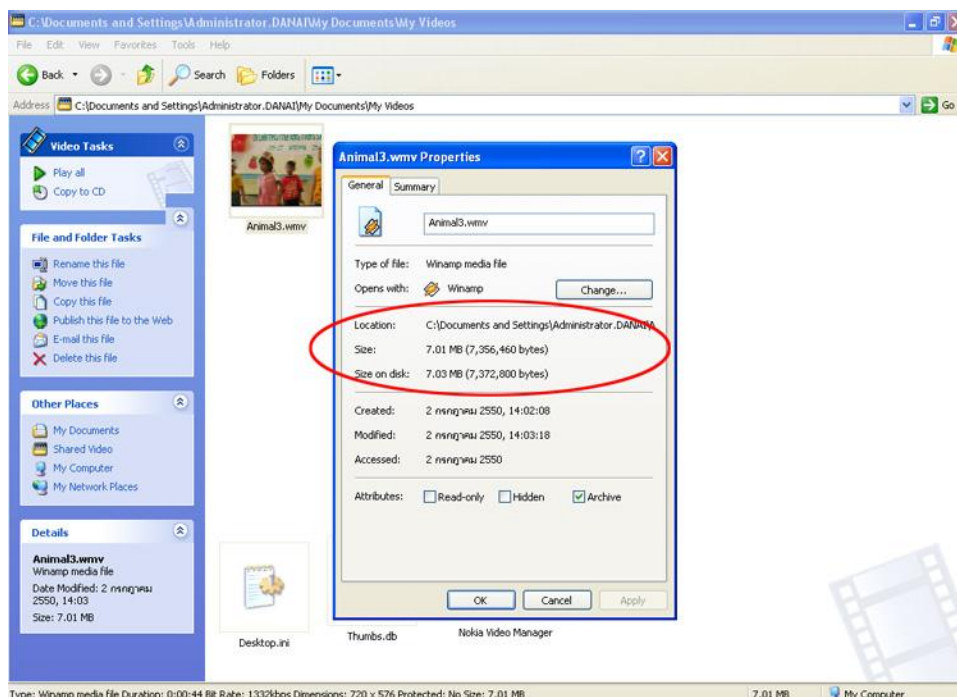 C:\Documents and Settings\Administrator.DANAI\My Documents\My Videos
File Edit View Favorites Tools Help
Back Search Folders
Address C:\Documents and Settings\Administrator.DANAI\My Documents\My Videos Go
Video Tasks
Play all
Copy to CD
File and Folder Tasks
Rename this file
Move this file
Copy this file
Publish this file to the Web
E-mail this file
Delete this file
Other Places
My Documents
Shared Video
My Computer
My Network Places
Details
Animal3.wmv
Winamp media file
Date Modified: 2 กรกฎาคม
2550, 14:03
Size: 7.01 MB
Animal3.wmv
Animal3.wmv Properties
General Summary
Animal3.wmv
Type of file: Winamp media file
Opens with: Winamp Change...
Location: C:\Documents and Settings\Administrator.DANAI\
Size: 7.01 MB (7,356,460 bytes)
Size on disk: 7.03 MB (7,372,800 bytes)
Created: 2 กรกฎาคม 2550, 14:02:08
Modified: 2 กรกฎาคม 2550, 14:03:18
Accessed: 2 กรกฎาคม 2550
Attributes: Read-only Hidden Archive
OK Cancel Apply
Desktop.ini Thumbs.db Nokia Video Manager
Type: Winamp media file Duration: 0:00:44 Bit Rate: 1332kbps Dimensions: 720 x 576 Protected: No Size: 7.01 MB 7.01 MB My Computer